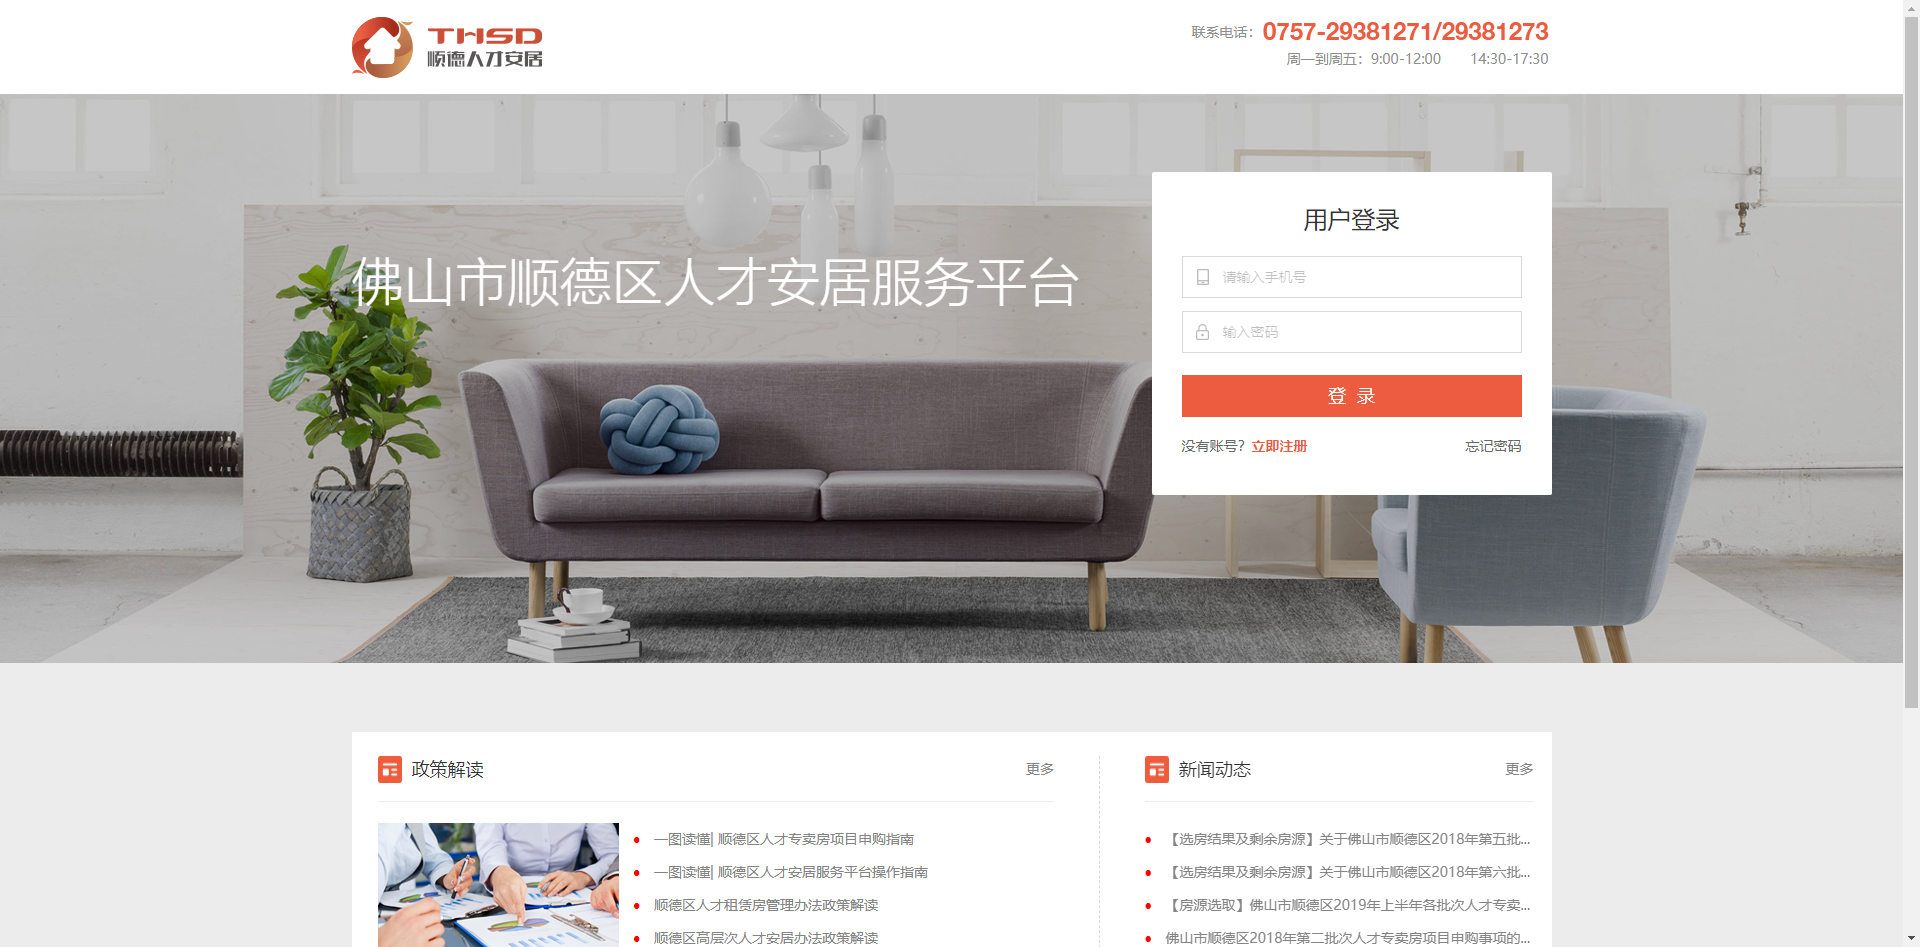 THSD
顺德人才安居
联系电话：0757-29381271/29381273
周一到周五：9:00-12:00 14:30-17:30
佛山市顺德区人才安居服务平台
用户登录
请输入手机号
输入密码
登 录
没有账号？立即注册 忘记密码
政策解读 更多
一图读懂| 顺德区人才专卖房项目申购指南
一图读懂| 顺德区人才安居服务平台操作指南
顺德区人才租赁房管理办法政策解读
顺德区高层次人才安居办法政策解读
新闻动态 更多
【选房结果及剩余房源】关于佛山市顺德区2018年第五批...
【选房结果及剩余房源】关于佛山市顺德区2018年第六批...
【房源选取】佛山市顺德区2019年上半年各批次人才专卖...
佛山市顺德区2018年第二批次人才专卖房项目申购事项的...